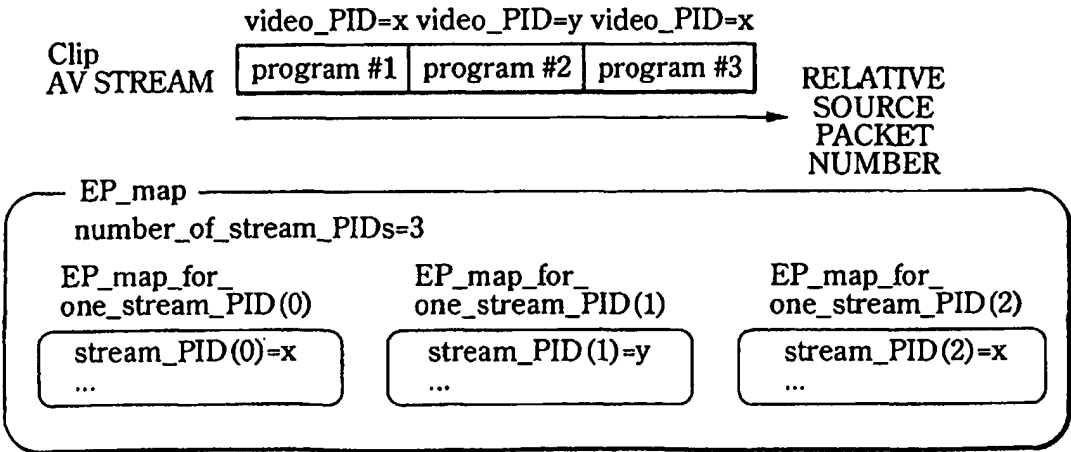 video_PID=x video_PID=y video_PID=x
Clip
AV STREAM
program #1 program #2 program #3
RELATIVE
SOURCE
PACKET
NUMBER
EP_map
number_of_stream_PIDs=3
EP_map_for_
one_stream_PID(0)
stream_PID(0)=x
...
EP_map_for_
one_stream_PID(1)
stream_PID(1)=y
...
EP_map_for_
one_stream_PID(2)
stream_PID(2)=x
...